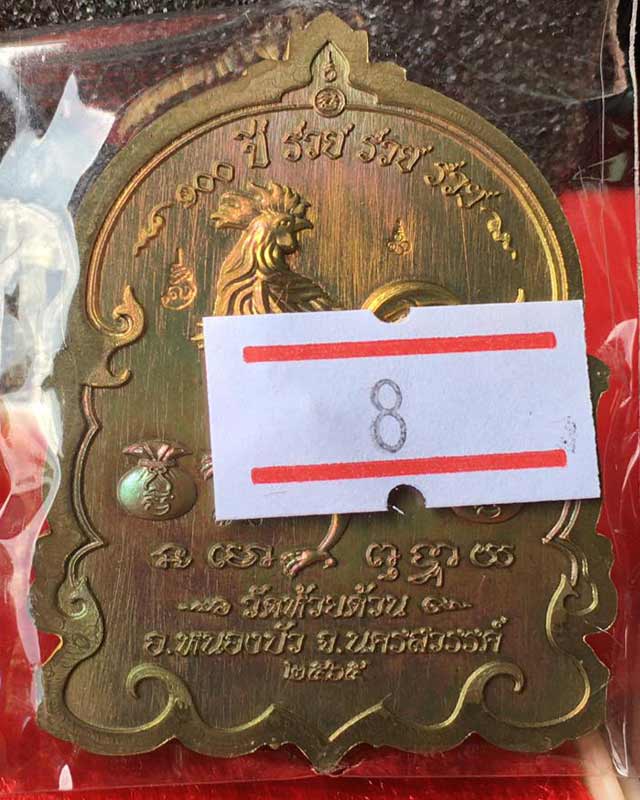 ๑๐๐ ปี รวย รวย รวย
8
วัดห้วยด้วน
อ.หนองบัว จ.นครสวรรค์
๒๕๖๕